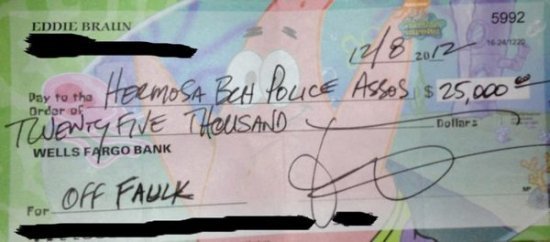 EDDIE BRAUN
5992
16-24/1220
12/8 2012
Pay to the
Order of HERMOSA BCH POLICE ASSOS. $ 25,000 00
TWENTY FIVE THOUSAND Dollars
WELLS FARGO BANK
For OFF FAULK